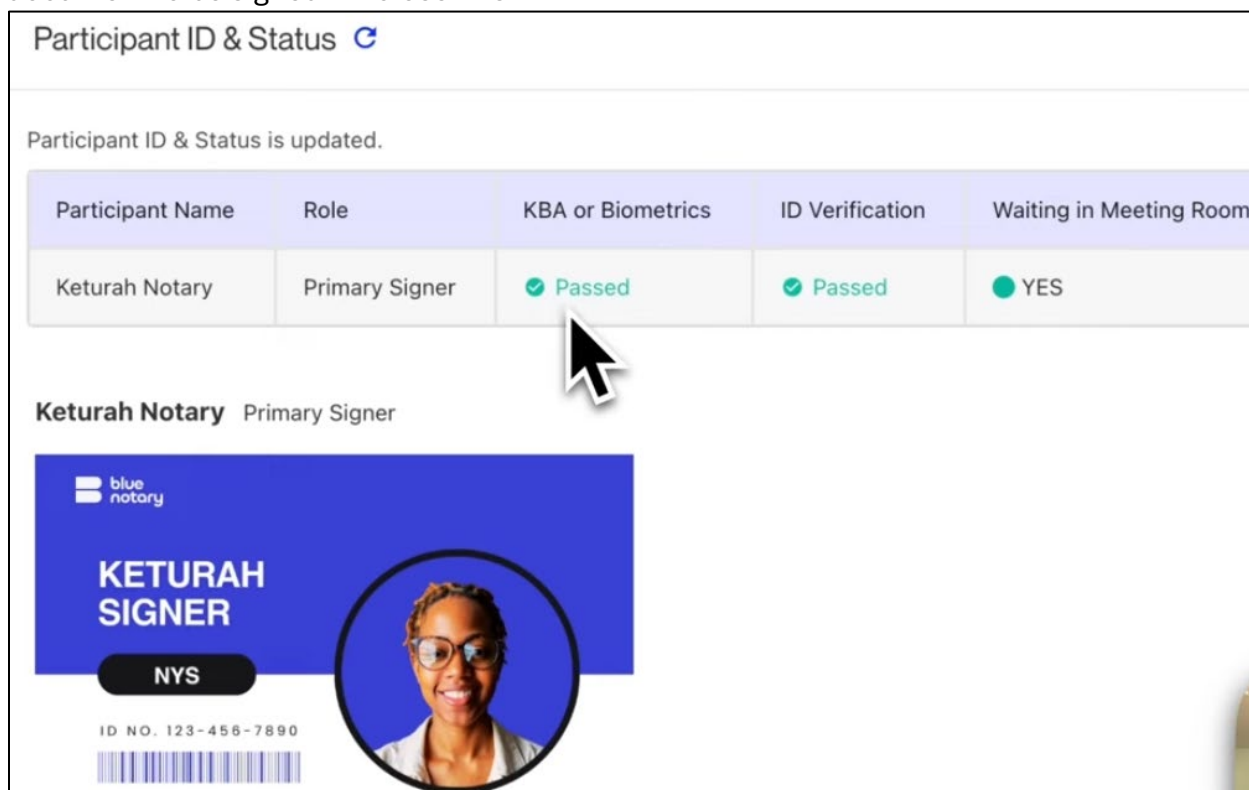 Participant ID & Status
Participant ID & Status is updated.
Participant Name Role KBA or Biometrics ID Verification Waiting in Meeting Room
Keturah Notary Primary Signer Passed Passed YES
Keturah Notary Primary Signer
blue
notary
KETURAH
SIGNER
NYS
ID NO. 123-456-7890